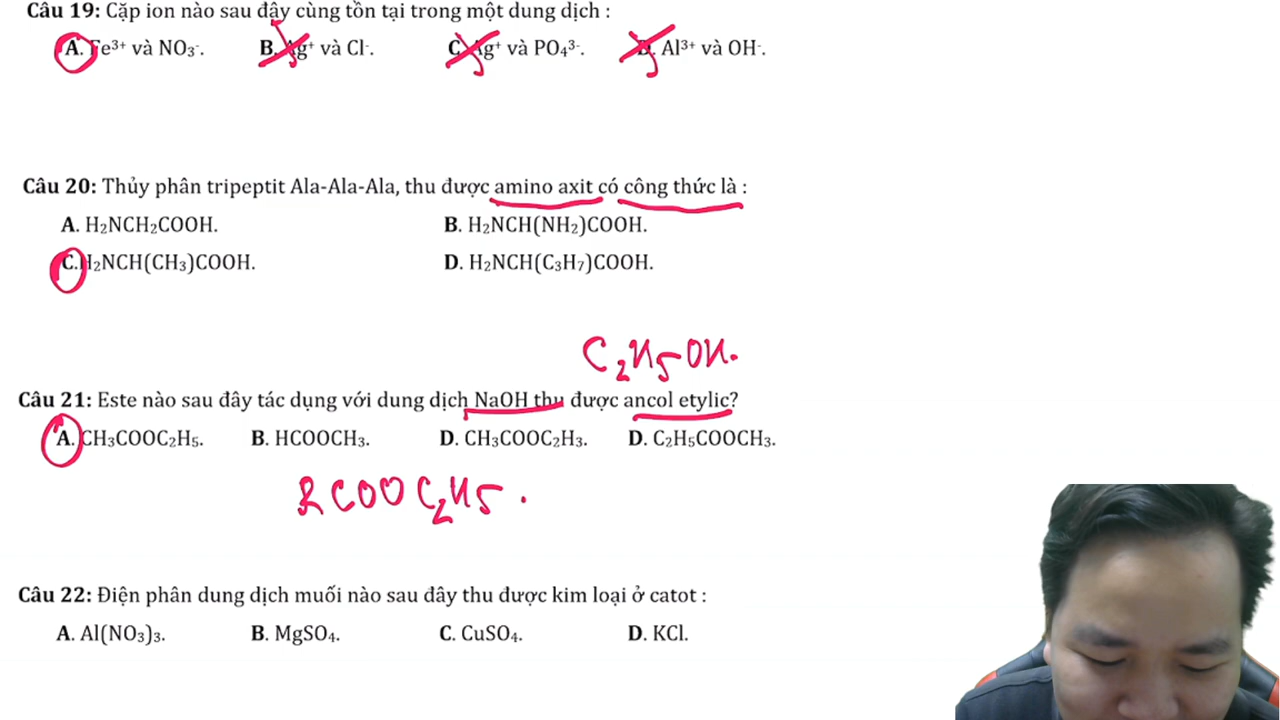 Câu 19: Cặp ion nào sau đây cùng tồn tại trong một dung dịch :
A. Fe³⁺ và NO₃⁻. B. Ag⁺ và Cl⁻. C. Ag⁺ và PO₄³⁻. D. Al³⁺ và OH⁻.
Câu 20: Thủy phân tripeptit Ala-Ala-Ala, thu được amino axit có công thức là :
A. H₂NCH₂COOH. B. H₂NCH(NH₂)COOH.
C. H₂NCH(CH₃)COOH. D. H₂NCH(C₃H₇)COOH.
C₂H₅OH.
Câu 21: Este nào sau đây tác dụng với dung dịch NaOH thu được ancol etylic?
A. CH₃COOC₂H₅. B. HCOOCH₃. D. CH₃COOC₂H₃. D. C₂H₅COOCH₃.
RCOOC₂H₅.
Câu 22: Điện phân dung dịch muối nào sau đây thu được kim loại ở catot :
A. Al(NO₃)₃. B. MgSO₄. C. CuSO₄. D. KCl.